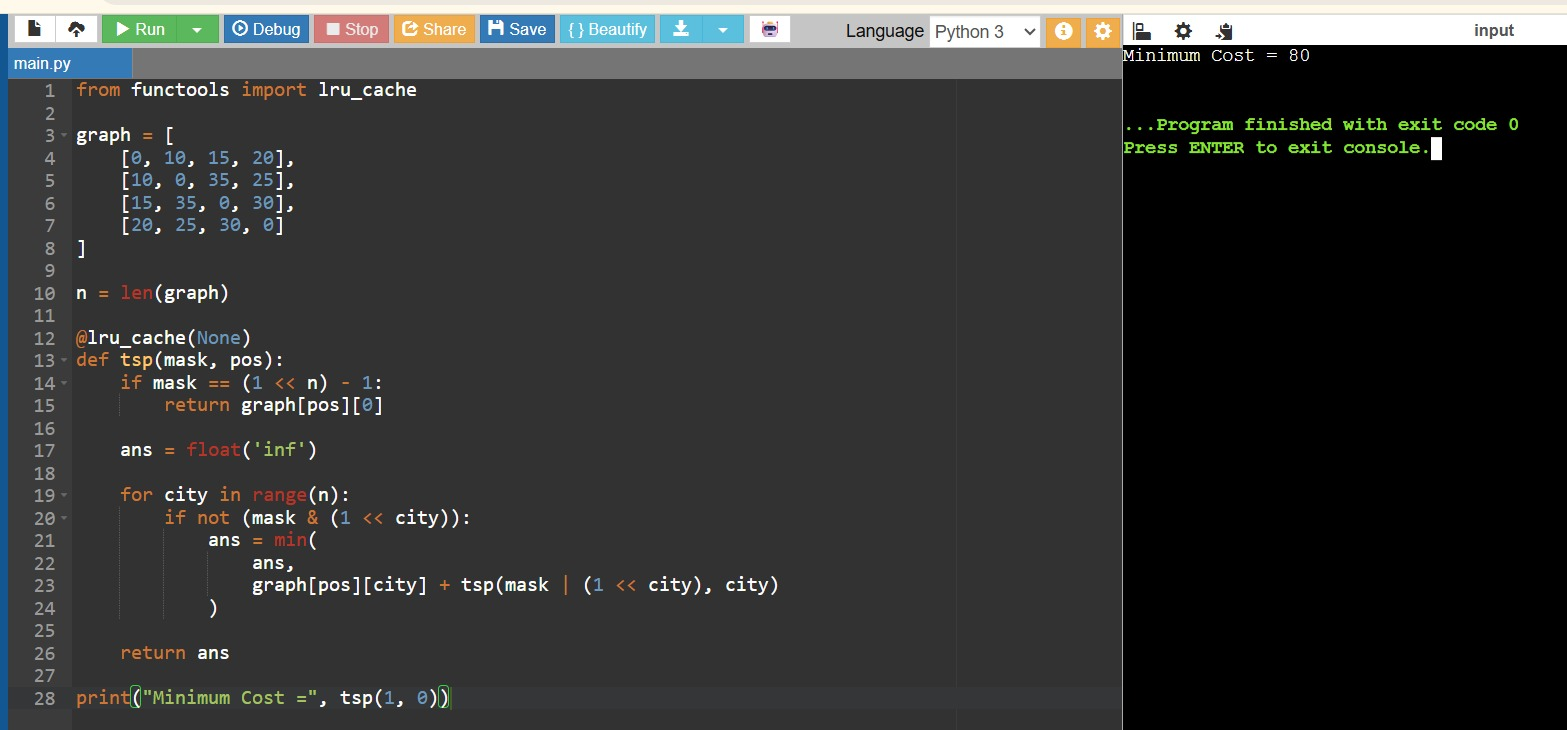 Run Debug Stop Share Save { } Beautify Language Python 3 input
main.py
1 from functools import lru_cache
2
3 graph = [
4     [0, 10, 15, 20],
5     [10, 0, 35, 25],
6     [15, 35, 0, 30],
7     [20, 25, 30, 0]
8 ]
9
10 n = len(graph)
11
12 @lru_cache(None)
13 def tsp(mask, pos):
14     if mask == (1 << n) - 1:
15         return graph[pos][0]
16
17     ans = float('inf')
18
19     for city in range(n):
20         if not (mask & (1 << city)):
21             ans = min(
22                 ans,
23                 graph[pos][city] + tsp(mask | (1 << city), city)
24             )
25
26     return ans
27
28 print("Minimum Cost =", tsp(1, 0))
Minimum Cost = 80
...Program finished with exit code 0
Press ENTER to exit console.